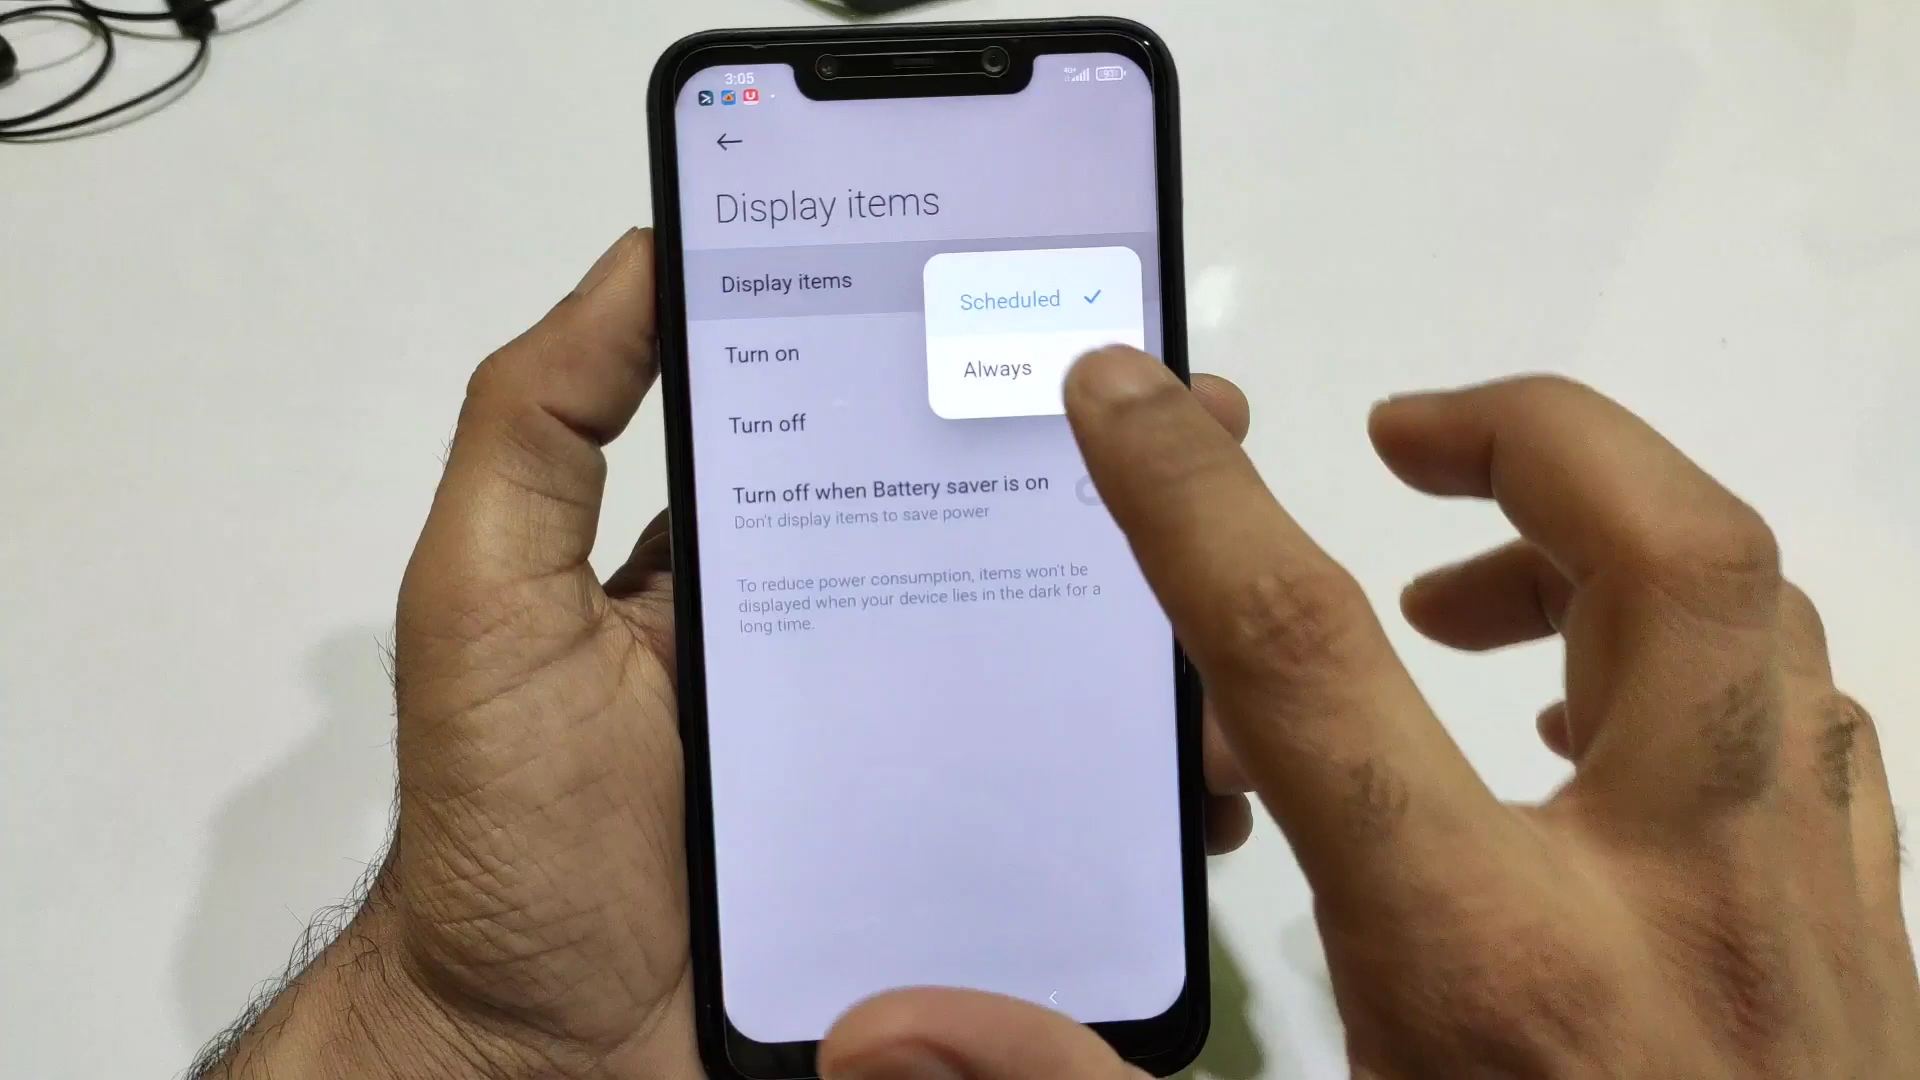 3:05
4G+
93
Display items
Display items
Scheduled
Turn on
Always
Turn off
Turn off when Battery saver is on
Don't display items to save power
To reduce power consumption, items won't be
displayed when your device lies in the dark for a
long time.